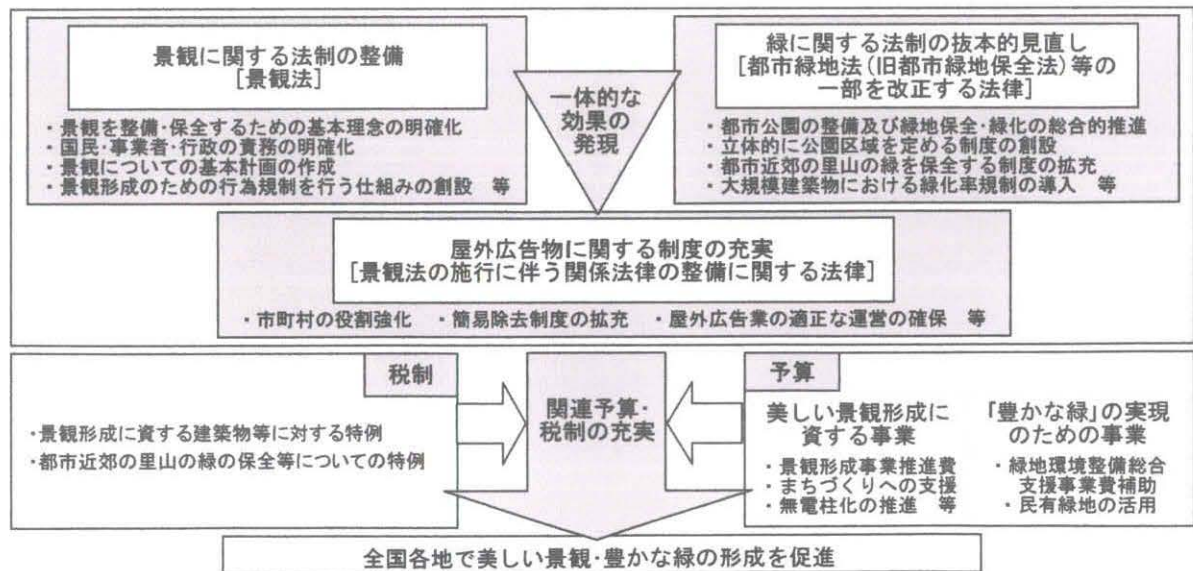 景観に関する法制の整備
[景観法]
・景観を整備・保全するための基本理念の明確化
・国民・事業者・行政の責務の明確化
・景観についての基本計画の作成
・景観形成のための行為規制を行う仕組みの創設 等
一体的な
効果の
発現
緑に関する法制の抜本的見直し
[都市緑地法(旧都市緑地保全法)等の
一部を改正する法律]
・都市公園の整備及び緑地保全・緑化の総合的推進
・立体的に公園区域を定める制度の創設
・都市近郊の里山の緑を保全する制度の拡充
・大規模建築物における緑化率規制の導入 等
屋外広告物に関する制度の充実
[景観法の施行に伴う関係法律の整備に関する法律]
・市町村の役割強化 ・簡易除去制度の拡充 ・屋外広告業の適正な運営の確保 等
税制
・景観形成に資する建築物等に対する特例
・都市近郊の里山の緑の保全等についての特例
関連予算・
税制の充実
予算
美しい景観形成に
資する事業
・景観形成事業推進費
・まちづくりへの支援
・無電柱化の推進 等
「豊かな緑」の実現
のための事業
・緑地環境整備総合
支援事業費補助
・民有緑地の活用
全国各地で美しい景観・豊かな緑の形成を促進